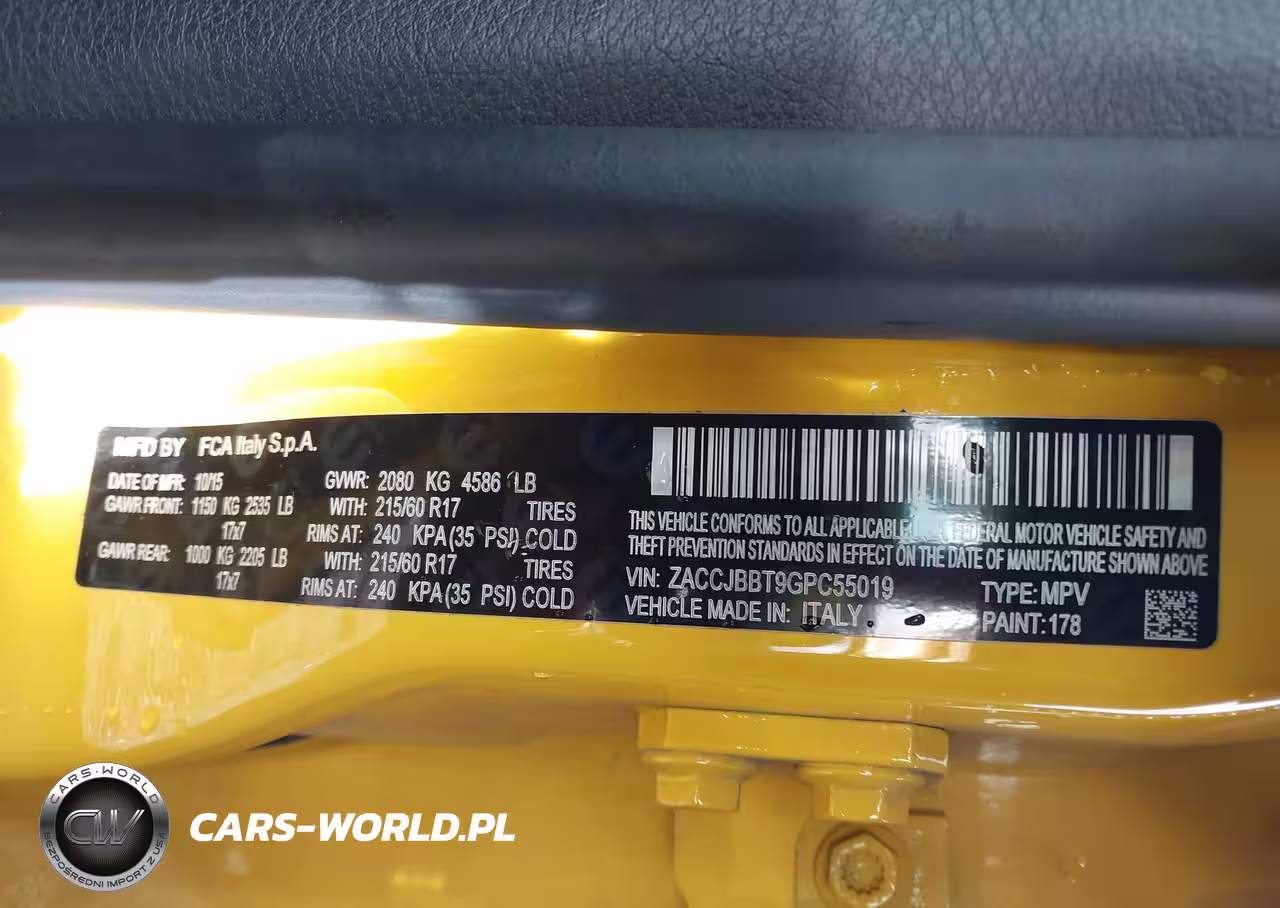 MFD BY FCA Italy S.p.A.
DATE OF MFR: 10/15 GVWR: 2080 KG 4586 LB
GAWR FRONT: 1150 KG 2535 LB WITH: 215/60 R17 TIRES
17x7 RIMS AT: 240 KPA (35 PSI) COLD
GAWR REAR: 1000 KG 2205 LB WITH: 215/60 R17 TIRES
17x7 RIMS AT: 240 KPA (35 PSI) COLD
THIS VEHICLE CONFORMS TO ALL APPLICABLE FEDERAL MOTOR VEHICLE SAFETY AND
THEFT PREVENTION STANDARDS IN EFFECT ON THE DATE OF MANUFACTURE SHOWN ABOVE
VIN: ZACCJBBT9GPC55019 TYPE: MPV
VEHICLE MADE IN: ITALY PAINT: 178
CARS-WORLD
CW
BEZPOŚREDNI IMPORT Z USA
CARS-WORLD.PL